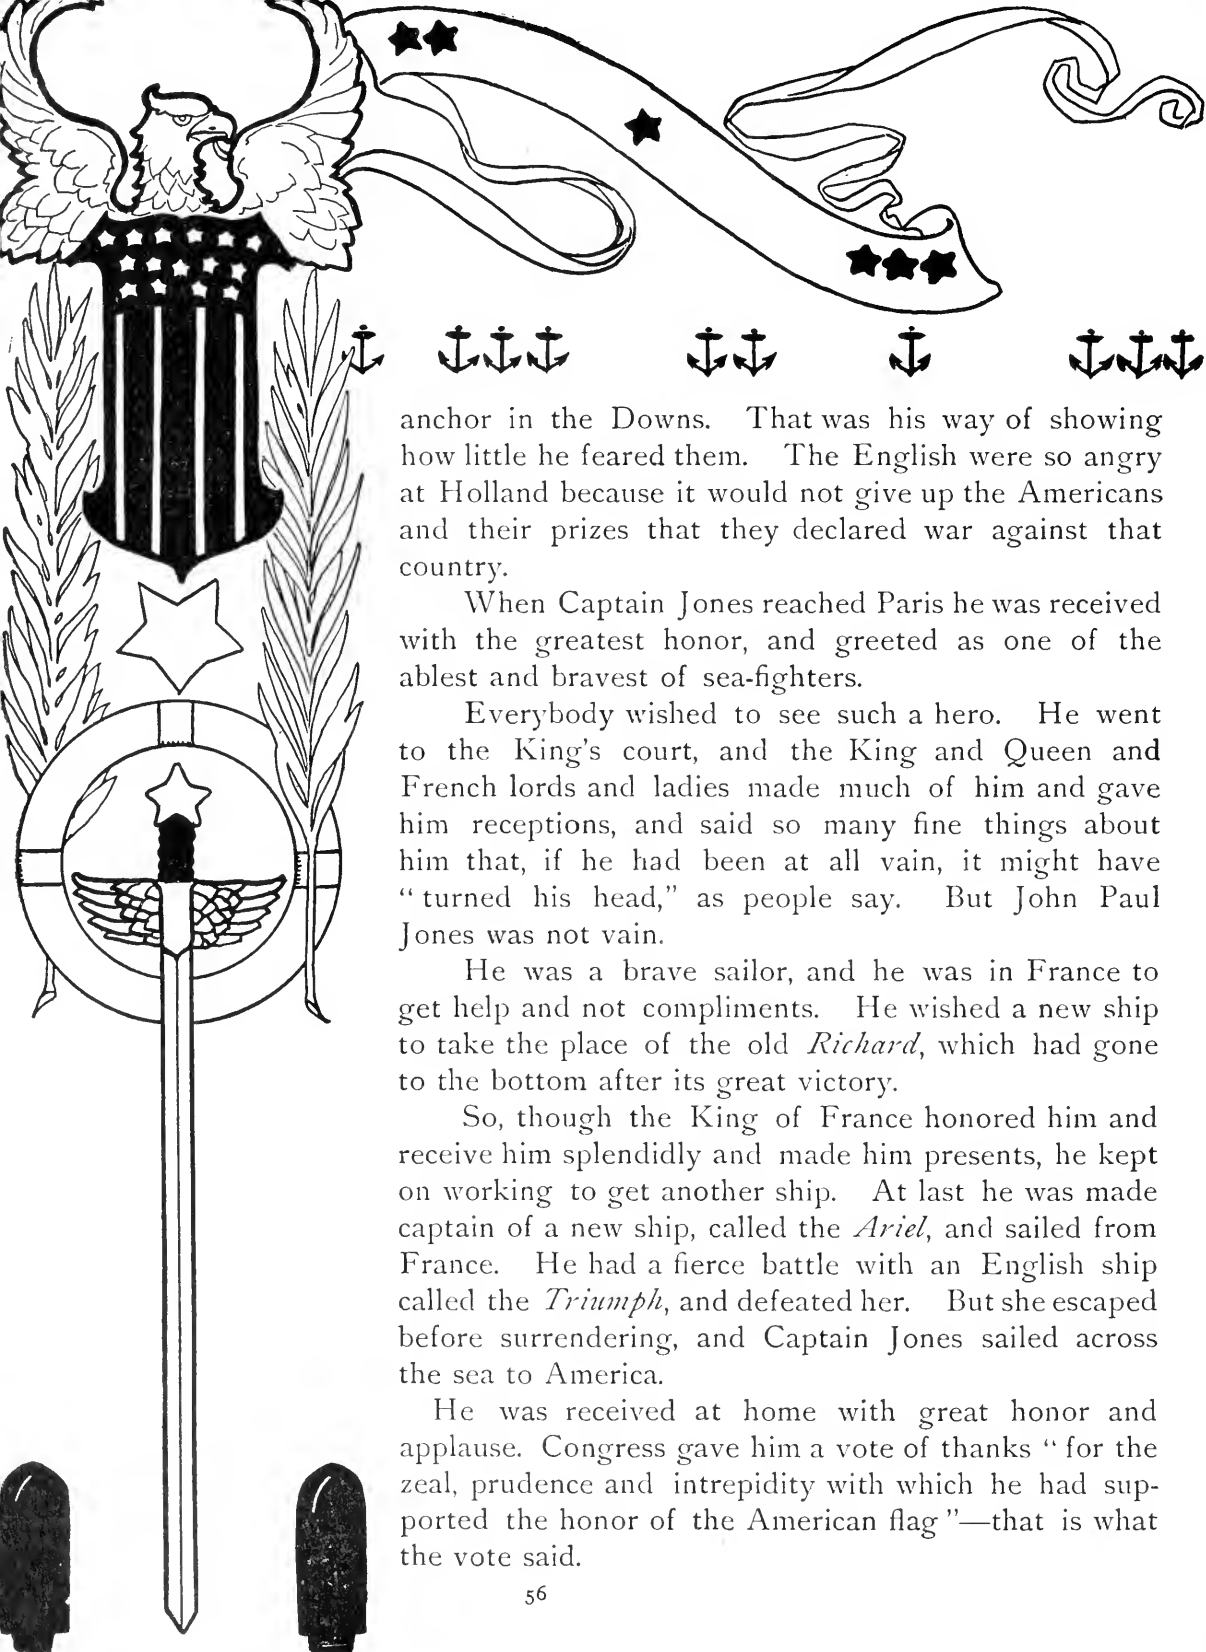 anchor in the Downs. That was his way of showing
how little he feared them. The English were so angry
at Holland because it would not give up the Americans
and their prizes that they declared war against that
country.
When Captain Jones reached Paris he was received
with the greatest honor, and greeted as one of the
ablest and bravest of sea-fighters.
Everybody wished to see such a hero. He went
to the King's court, and the King and Queen and
French lords and ladies made much of him and gave
him receptions, and said so many fine things about
him that, if he had been at all vain, it might have
“ turned his head,” as people say. But John Paul
Jones was not vain.
He was a brave sailor, and he was in France to
get help and not compliments. He wished a new ship
to take the place of the old Richard, which had gone
to the bottom after its great victory.
So, though the King of France honored him and
receive him splendidly and made him presents, he kept
on working to get another ship. At last he was made
captain of a new ship, called the Ariel, and sailed from
France. He had a fierce battle with an English ship
called the Triumph, and defeated her. But she escaped
before surrendering, and Captain Jones sailed across
the sea to America.
He was received at home with great honor and
applause. Congress gave him a vote of thanks “ for the
zeal, prudence and intrepidity with which he had sup-
ported the honor of the American flag ”—that is what
the vote said.
56